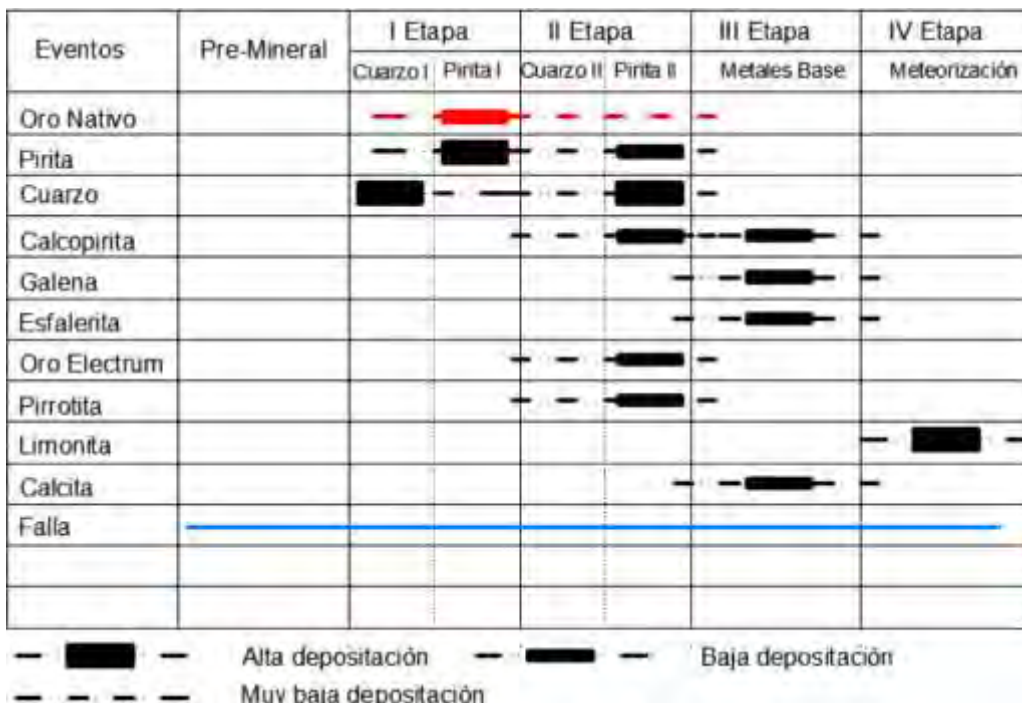 Eventos Pre-Mineral I Etapa II Etapa III Etapa IV Etapa
Cuarzo I Pirita I Cuarzo II Pirita II Metales Base Meteorización
Oro Nativo
Pirita
Cuarzo
Calcopirita
Galena
Esfalerita
Oro Electrum
Pirrotita
Limonita
Calcita
Falla
Alta depositación Baja depositación
Muy baja depositación